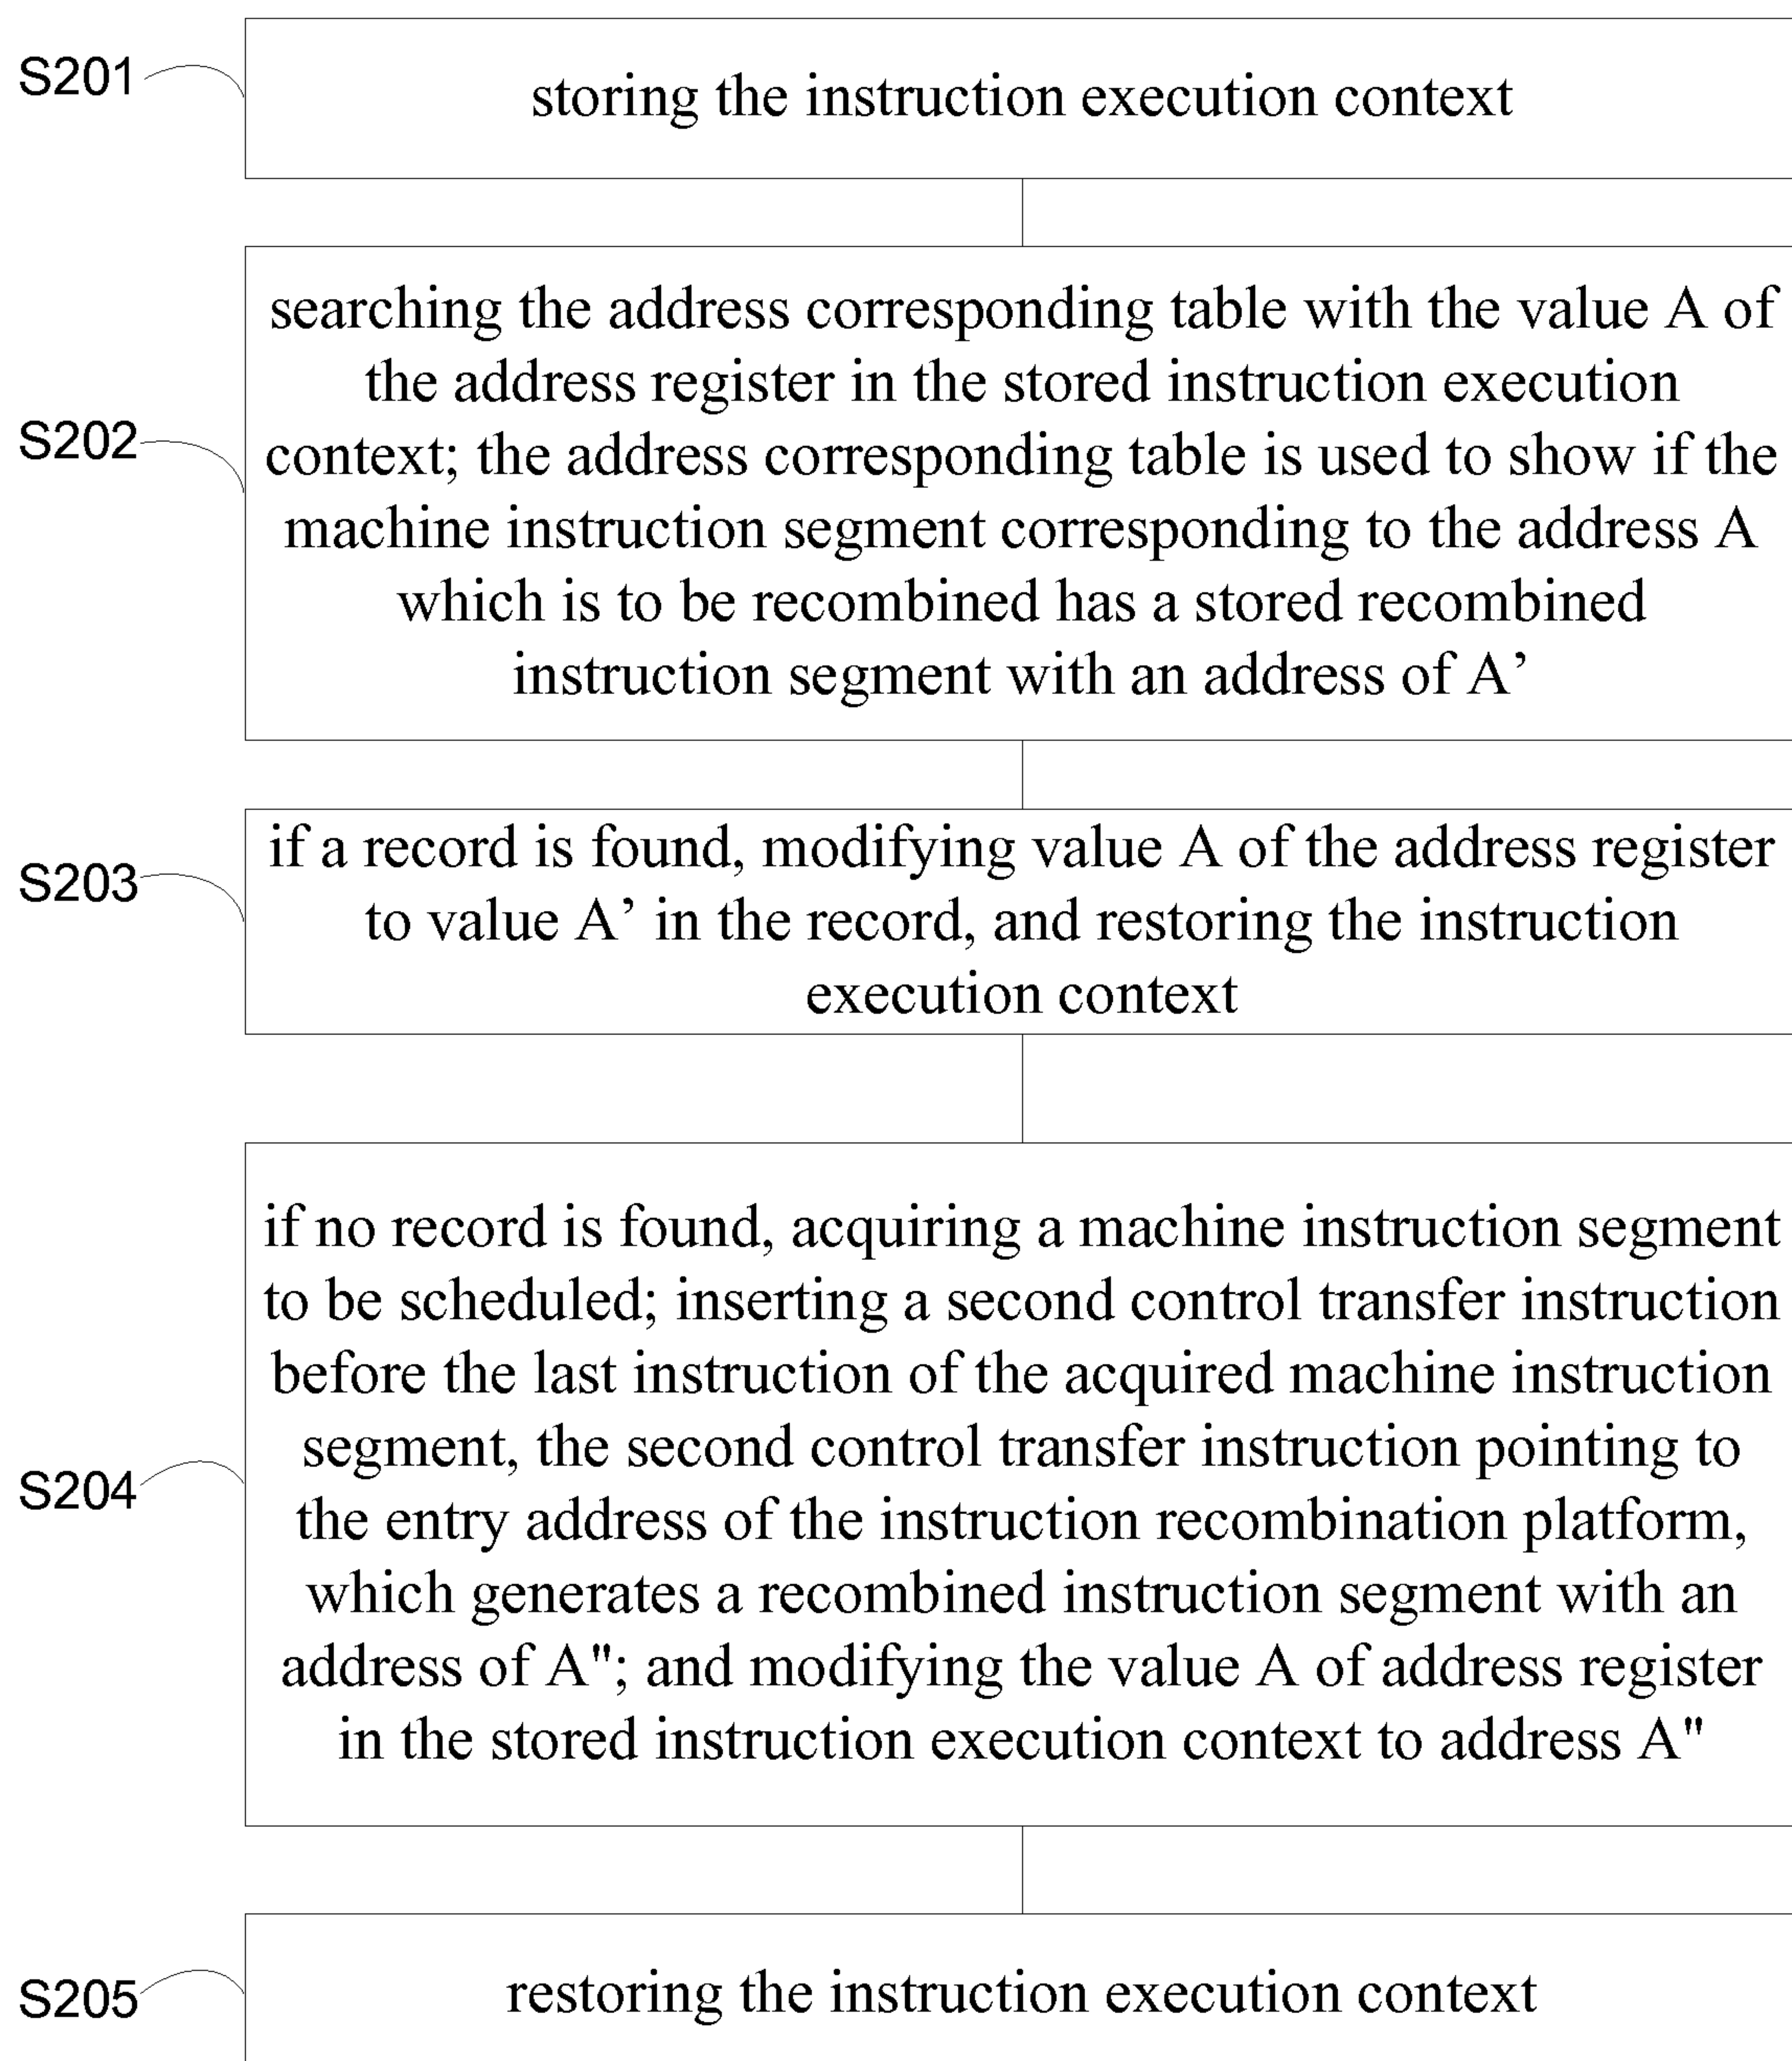 S201
storing the instruction execution context
S202
searching the address corresponding table with the value A of
the address register in the stored instruction execution
context; the address corresponding table is used to show if the
machine instruction segment corresponding to the address A
which is to be recombined has a stored recombined
instruction segment with an address of A’
S203
if a record is found, modifying value A of the address register
to value A’ in the record, and restoring the instruction
execution context
S204
if no record is found, acquiring a machine instruction segment
to be scheduled; inserting a second control transfer instruction
before the last instruction of the acquired machine instruction
segment, the second control transfer instruction pointing to
the entry address of the instruction recombination platform,
which generates a recombined instruction segment with an
address of A"; and modifying the value A of address register
in the stored instruction execution context to address A"
S205
restoring the instruction execution context